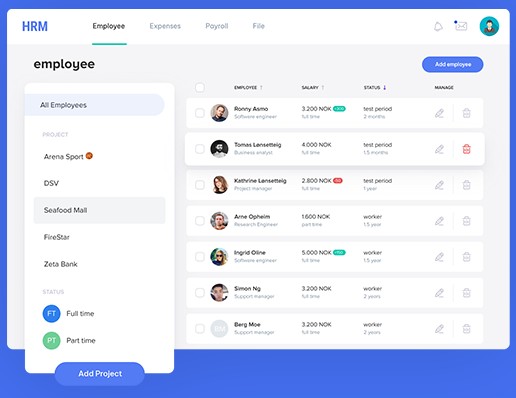 HRM
Employee Expenses Payroll File
employee
Add employee
All Employees
PROJECT
Arena Sport
DSV
Seafood Mall
FireStar
Zeta Bank
STATUS
FT Full time
PT Part time
Add Project
EMPLOYEE ↑ SALARY ↑ STATUS ↓ MANAGE
Ronny Asmo 3.200 NOK test period
Software engineer full time 2 months
Tomas Lønsetteig 4.000 NOK test period
Business analyst full time 1.5 months
Kathrine Lønsetteig 2.800 NOK test period
Project manager full time 1 year
Arne Opheim 1.600 NOK worker
Research Engineer part time 1.5 year
Ingrid Oline 5.000 NOK worker
Software engineer full time 1.5 year
Simon Ng 3.200 NOK worker
Support manager full time 2 years
Berg Moe 3.200 NOK worker
Support manager full time 2 years